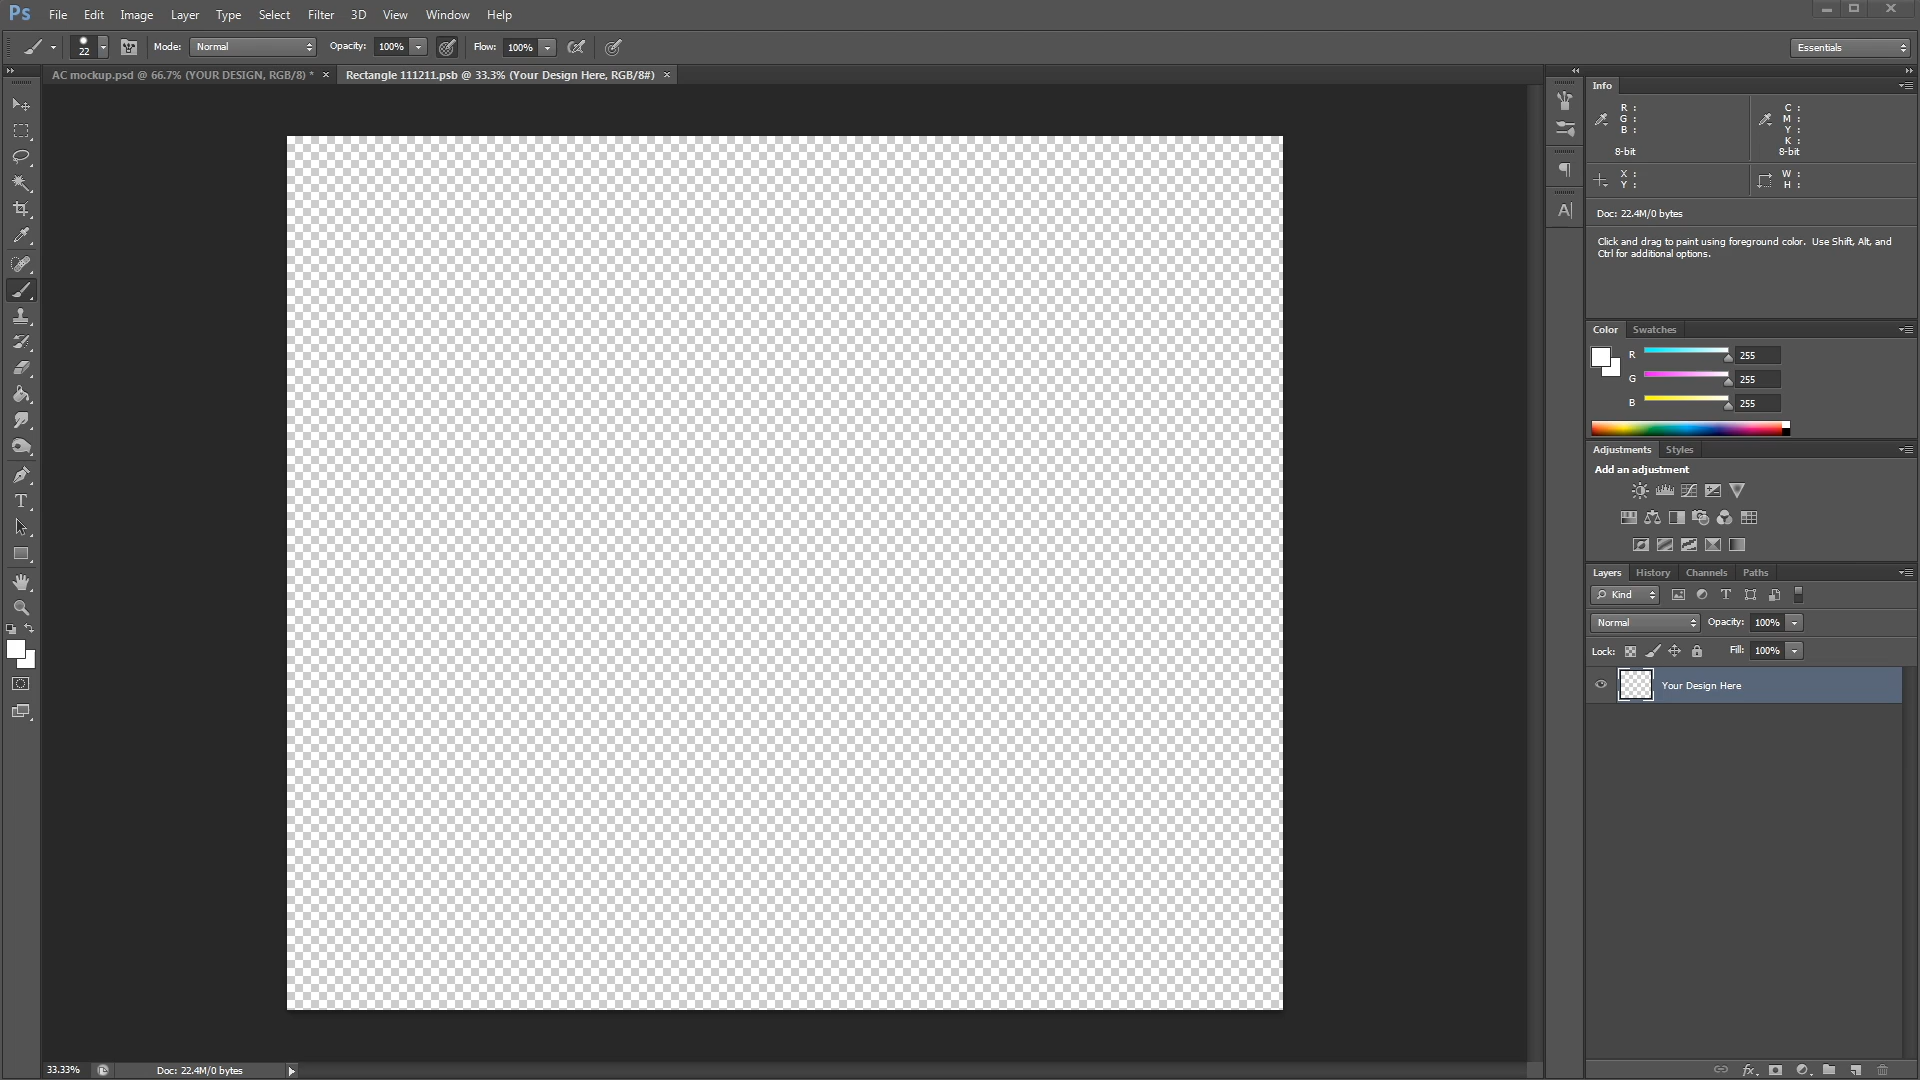 Ps File Edit Image Layer Type Select Filter 3D View Window Help
22 Mode: Normal Opacity: 100% Flow: 100% Essentials
AC mockup.psd @ 66.7% (YOUR DESIGN, RGB/8) * × Rectangle 111211.psb @ 33.3% (Your Design Here, RGB/8#) ×
Info
R : C :
G : M :
B : Y :
K :
8-bit 8-bit
X : W :
Y : H :
Doc: 22.4M/0 bytes
Click and drag to paint using foreground color. Use Shift, Alt, and
Ctrl for additional options.
Color Swatches
R 255
G 255
B 255
Adjustments Styles
Add an adjustment
Layers History Channels Paths
Kind
Normal Opacity: 100%
Lock: Fill: 100%
Your Design Here
33.33% Doc: 22.4M/0 bytes
fx